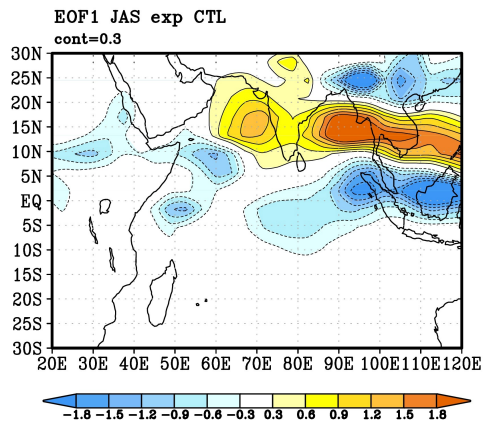 EOF1 JAS exp CTL
cont=0.3
30N
25N
20N
15N
10N
5N
EQ
5S
10S
15S
20S
25S
30S
20E 30E 40E 50E 60E 70E 80E 90E 100E 110E 120E
-1.8 -1.5 -1.2 -0.9 -0.6 -0.3 0.3 0.6 0.9 1.2 1.5 1.8